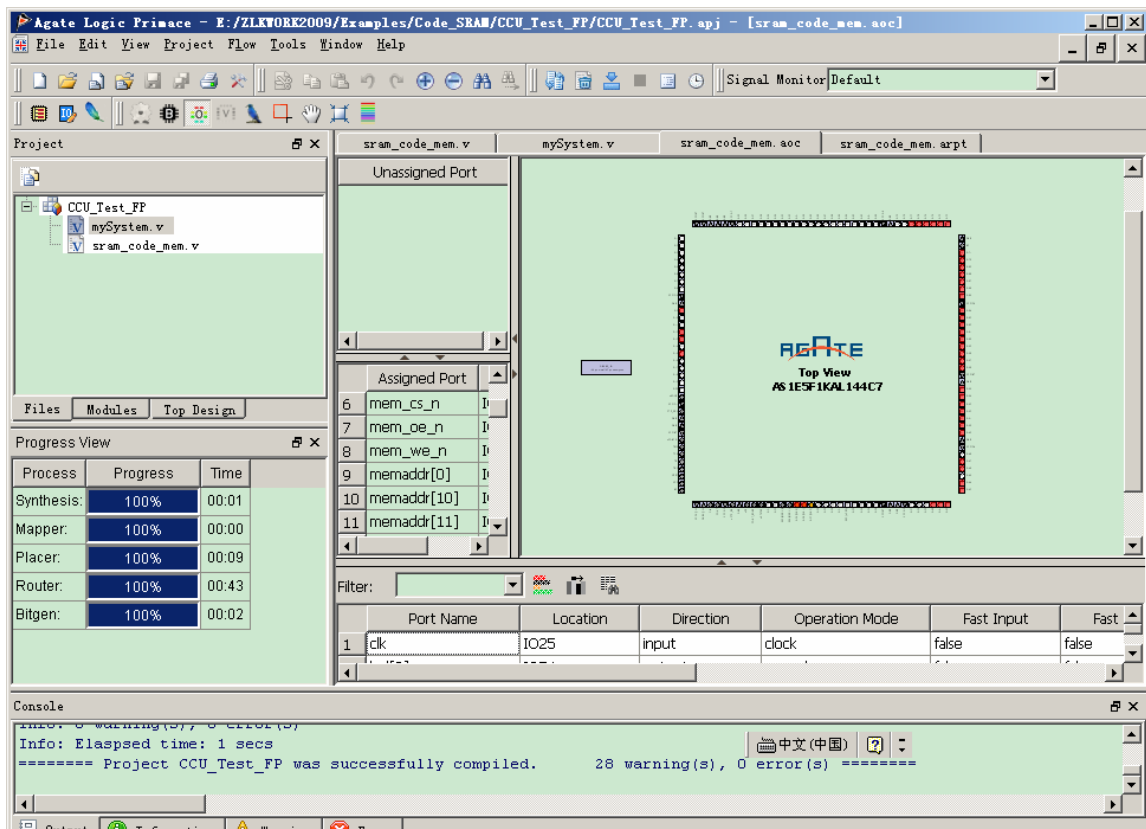 Agate Logic Primace - E:/ZLKWORK2009/Examples/Code_SRAM/CCU_Test_FP/CCU_Test_FP.apj - [sram_code_mem.aoc]
File Edit View Project Flow Tools Window Help
Signal Monitor Default
Project
sram_code_mem.v mySystem.v sram_code_mem.aoc sram_code_mem.arpt
Unassigned Port
CCU_Test_FP
mySystem.v
sram_code_mem.v
AGATE
Top View
AS1E5F1KAL144C7
Assigned Port
6 mem_cs_n
7 mem_oe_n
8 mem_we_n
9 memaddr[0]
10 memaddr[10]
11 memaddr[11]
Files Modules Top Design
Progress View
Process Progress Time
Synthesis: 100% 00:01
Mapper: 100% 00:00
Placer: 100% 00:09
Router: 100% 00:43
Bitgen: 100% 00:02
Filter:
Port Name Location Direction Operation Mode Fast Input Fast
1 clk IO25 input clock false false
Console
Info: Elaspsed time: 1 secs
======== Project CCU_Test_FP was successfully compiled. 28 warning(s), 0 error(s) ========
中文(中国)